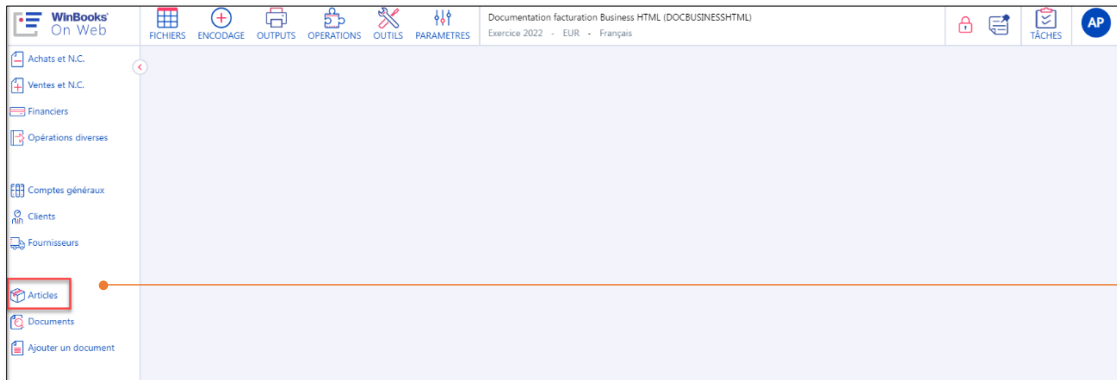 WinBooks
On Web
FICHIERS
ENCODAGE
OUTPUTS
OPERATIONS
OUTILS
PARAMETRES
Documentation facturation Business HTML (DOCBUSINESSHTML)
Exercice 2022 - EUR - Français
TÂCHES
AP
Achats et N.C.
Ventes et N.C.
Financiers
Opérations diverses
Comptes généraux
Clients
Fournisseurs
Articles
Documents
Ajouter un document